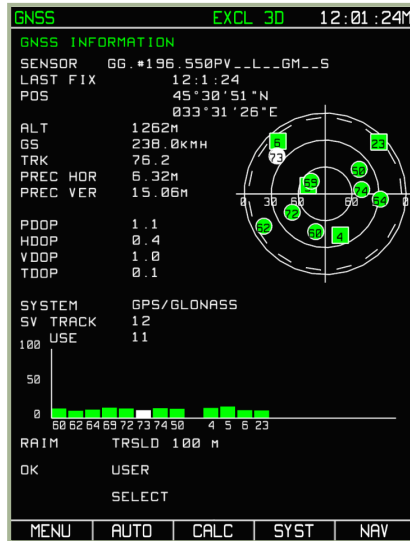 GNSS EXCL 3D 12:01:24M
GNSS INFORMATION
SENSOR GG.#196.550PV__L__GM__S
LAST FIX 12:1:24
POS 45°30'51"N
033°31'26"E
ALT 1262M
GS 238.0KMH
TRK 76.2
PREC HOR 6.32M
PREC VER 15.06M
6 23
73
50
69
74
0 30 60 60 0
64
72
62 60 4
PDOP 1.1
HDOP 0.4
VDOP 1.0
TDOP 0.1
SYSTEM GPS/GLONASS
SV TRACK 12
USE 11
100
50
0
60 62 64 69 72 73 74 50 4 5 6 23
RAIM TRSLD 100 M
OK USER
SELECT
MENU AUTO CALC SYST NAV